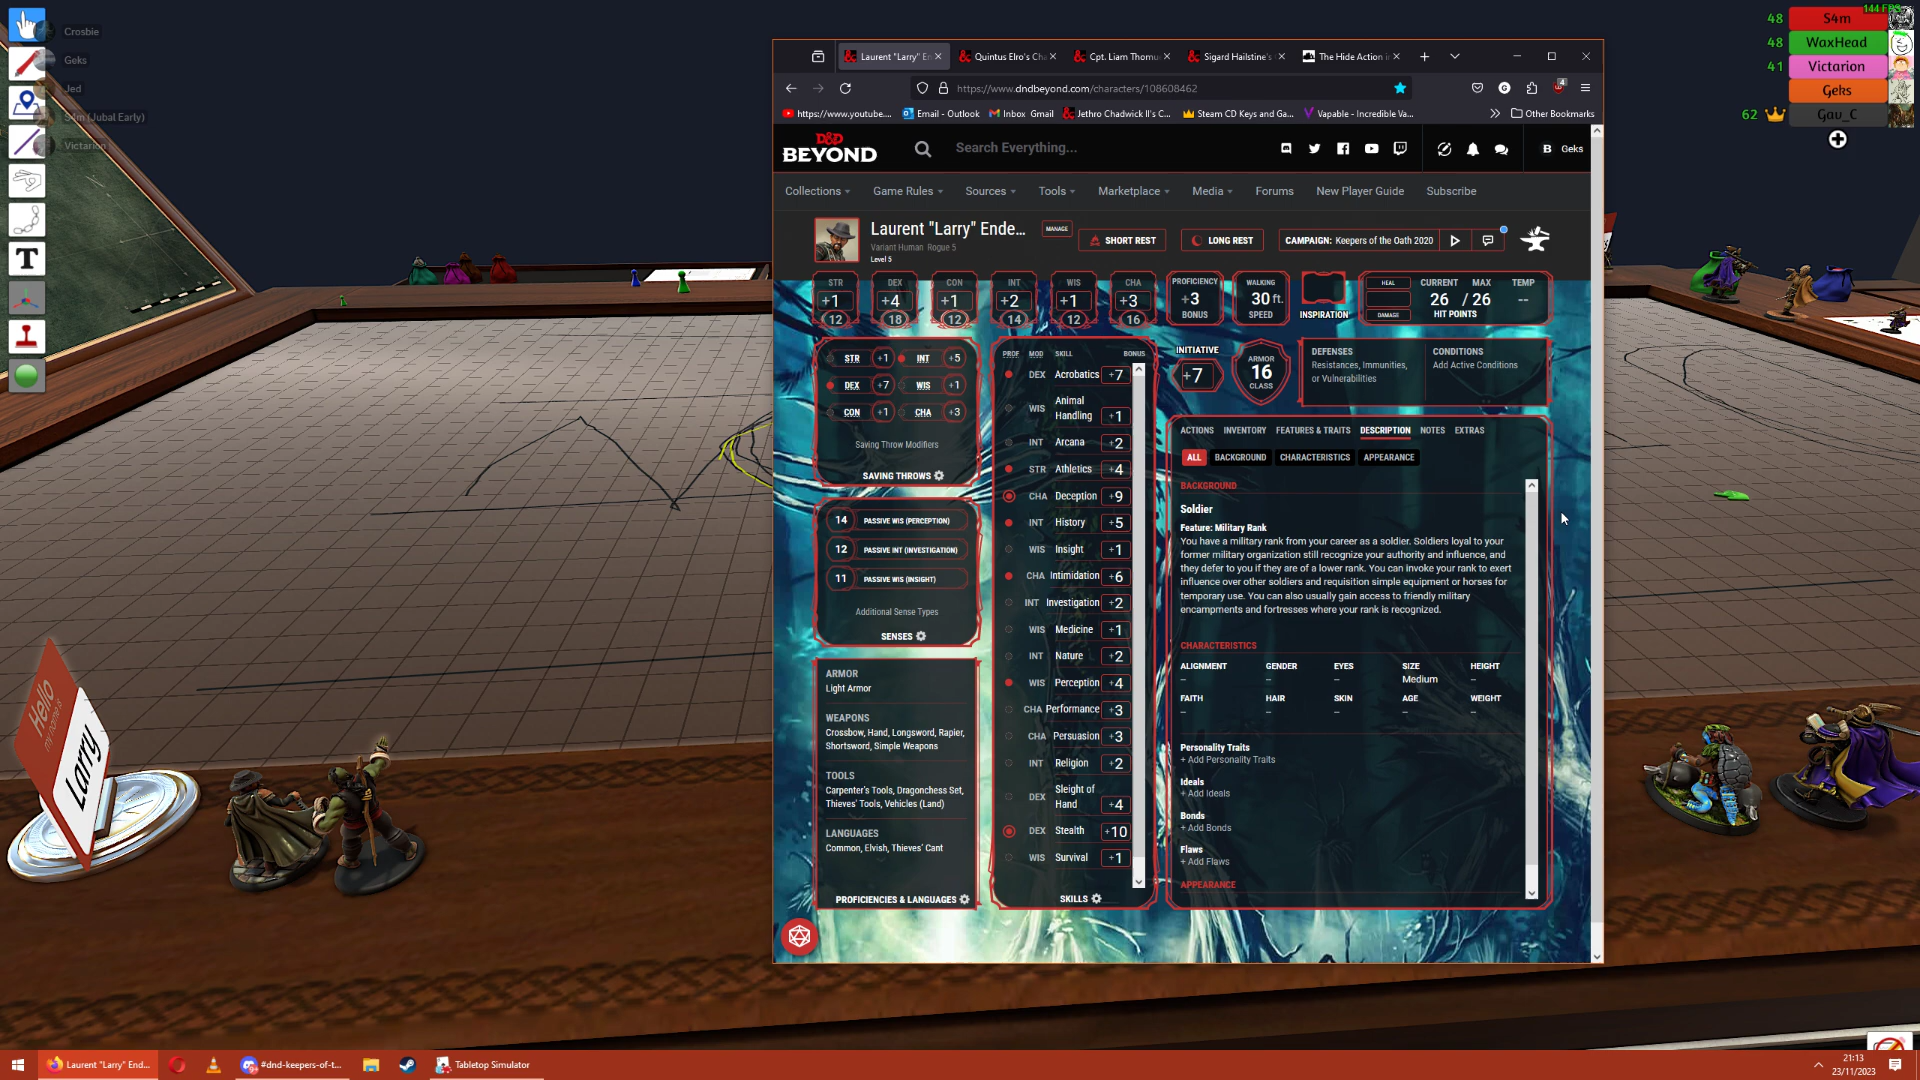 Crosbie
Geks
Jed
S4m (Jubal Early)
Victarion
T
144 FPS
48 S4m
48 WaxHead
41 Victarion
Geks
62 Gau_C
Laurent "Larry" En
Quintus Elro's Cha
Cpt. Liam Thomu
Sigard Hailstine's
The Hide Action i
https://www.dndbeyond.com/characters/108608462
4
https://www.youtube....
Email - Outlook
Inbox Gmail
Jethro Chadwick II's C...
Steam CD Keys and Ga...
Vapable - Incredible Va...
Other Bookmarks
D&D
BEYOND
Search Everything...
B Geks
Collections
Game Rules
Sources
Tools
Marketplace
Media
Forums
New Player Guide
Subscribe
Laurent "Larry" Ende...
MANAGE
Variant Human Rogue 5
Level 5
SHORT REST
LONG REST
CAMPAIGN: Keepers of the Oath 2020
STR
+1
12
DEX
+4
18
CON
+1
12
INT
+2
14
WIS
+1
12
CHA
+3
16
PROFICIENCY
+3
BONUS
WALKING
30 ft.
SPEED
INSPIRATION
HEAL
DAMAGE
CURRENT MAX TEMP
26 / 26 --
HIT POINTS
STR +1 INT +5
DEX +7 WIS +1
CON +1 CHA +3
Saving Throw Modifiers
SAVING THROWS
14 PASSIVE WIS (PERCEPTION)
12 PASSIVE INT (INVESTIGATION)
11 PASSIVE WIS (INSIGHT)
Additional Sense Types
SENSES
ARMOR
Light Armor
WEAPONS
Crossbow, Hand, Longsword, Rapier,
Shortsword, Simple Weapons
TOOLS
Carpenter's Tools, Dragonchess Set,
Thieves' Tools, Vehicles (Land)
LANGUAGES
Common, Elvish, Thieves' Cant
PROFICIENCIES & LANGUAGES
PROF MOD SKILL BONUS
DEX Acrobatics +7
WIS Animal Handling +1
INT Arcana +2
STR Athletics +4
CHA Deception +9
INT History +5
WIS Insight +1
CHA Intimidation +6
INT Investigation +2
WIS Medicine +1
INT Nature +2
WIS Perception +4
CHA Performance +3
CHA Persuasion +3
INT Religion +2
DEX Sleight of Hand +4
DEX Stealth +10
WIS Survival +1
SKILLS
INITIATIVE
+7
ARMOR
16
CLASS
DEFENSES
Resistances, Immunities,
or Vulnerabilities
CONDITIONS
Add Active Conditions
ACTIONS INVENTORY FEATURES & TRAITS DESCRIPTION NOTES EXTRAS
ALL BACKGROUND CHARACTERISTICS APPEARANCE
BACKGROUND
Soldier
Feature: Military Rank
You have a military rank from your career as a soldier. Soldiers loyal to your
former military organization still recognize your authority and influence, and
they defer to you if they are of a lower rank. You can invoke your rank to exert
influence over other soldiers and requisition simple equipment or horses for
temporary use. You can also usually gain access to friendly military
encampments and fortresses where your rank is recognized.
CHARACTERISTICS
ALIGNMENT GENDER EYES SIZE HEIGHT
-- -- -- Medium --
FAITH HAIR SKIN AGE WEIGHT
-- -- -- -- --
Personality Traits
+ Add Personality Traits
Ideals
+ Add Ideals
Bonds
+ Add Bonds
Flaws
+ Add Flaws
APPEARANCE
Hello
my name is
Larry
Laurent "Larry" End...
#dnd-keepers-of-t...
Tabletop Simulator
21:13
23/11/2023